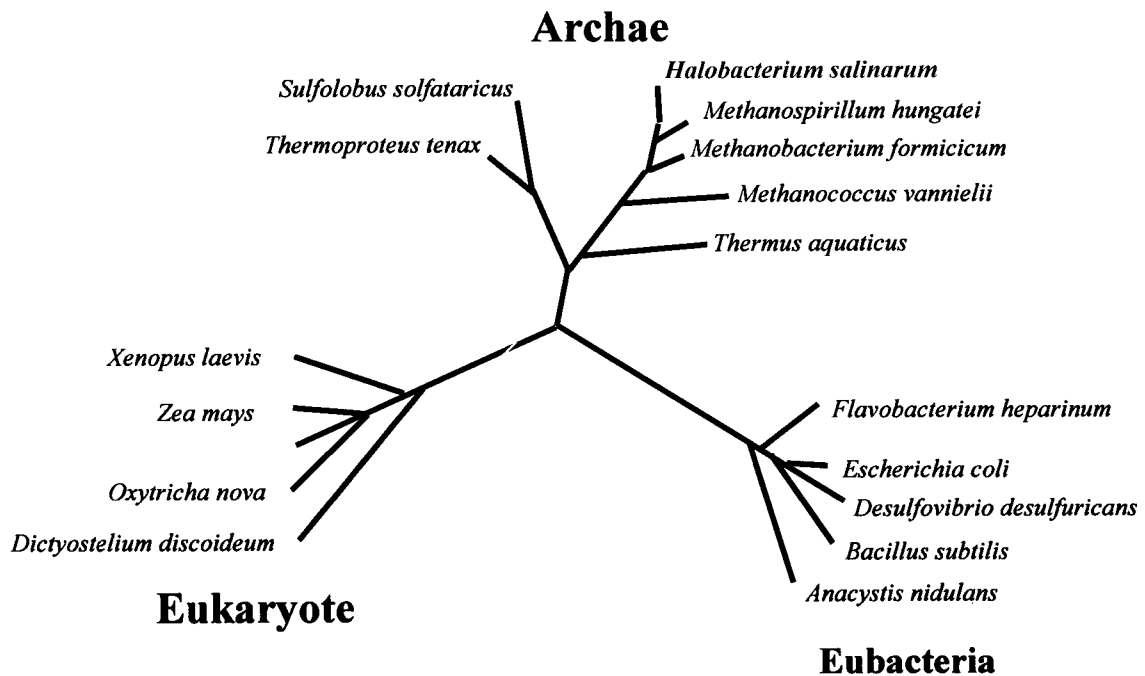 Archae
Halobacterium salinarum
Sulfolobus solfataricus
Methanospirillum hungatei
Thermoproteus tenax
Methanobacterium formicicum
Methanococcus vannielii
Thermus aquaticus
Xenopus laevis
Zea mays
Oxytricha nova
Dictyostelium discoideum
Eukaryote
Flavobacterium heparinum
Escherichia coli
Desulfovibrio desulfuricans
Bacillus subtilis
Anacystis nidulans
Eubacteria